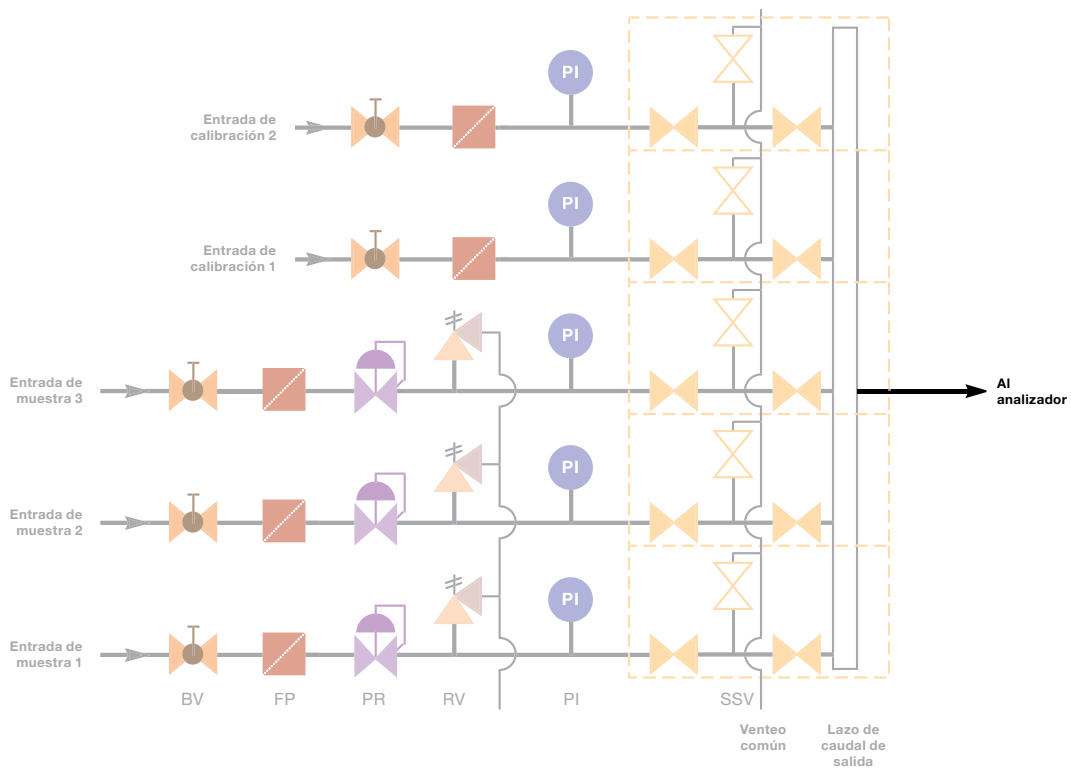 PI
Entrada de
calibración 2
PI
Entrada de
calibración 1
PI
Entrada de
muestra 3
Al
analizador
PI
Entrada de
muestra 2
PI
Entrada de
muestra 1
BV
FP
PR
RV
PI
SSV
Venteo
común
Lazo de
caudal de
salida